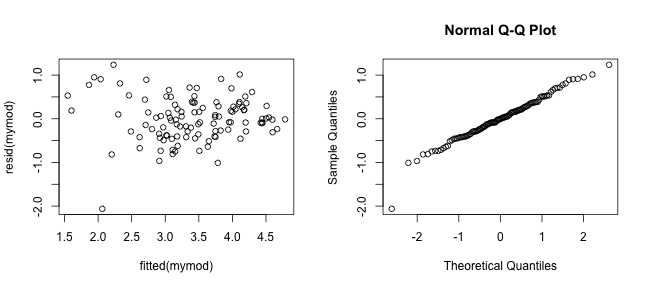 Normal Q-Q Plot
resid(mymod)
1.0
0.0
-1.0
-2.0
1.5 2.0 2.5 3.0 3.5 4.0 4.5
fitted(mymod)
Sample Quantiles
1.0
0.0
-1.0
-2.0
-2 -1 0 1 2
Theoretical Quantiles